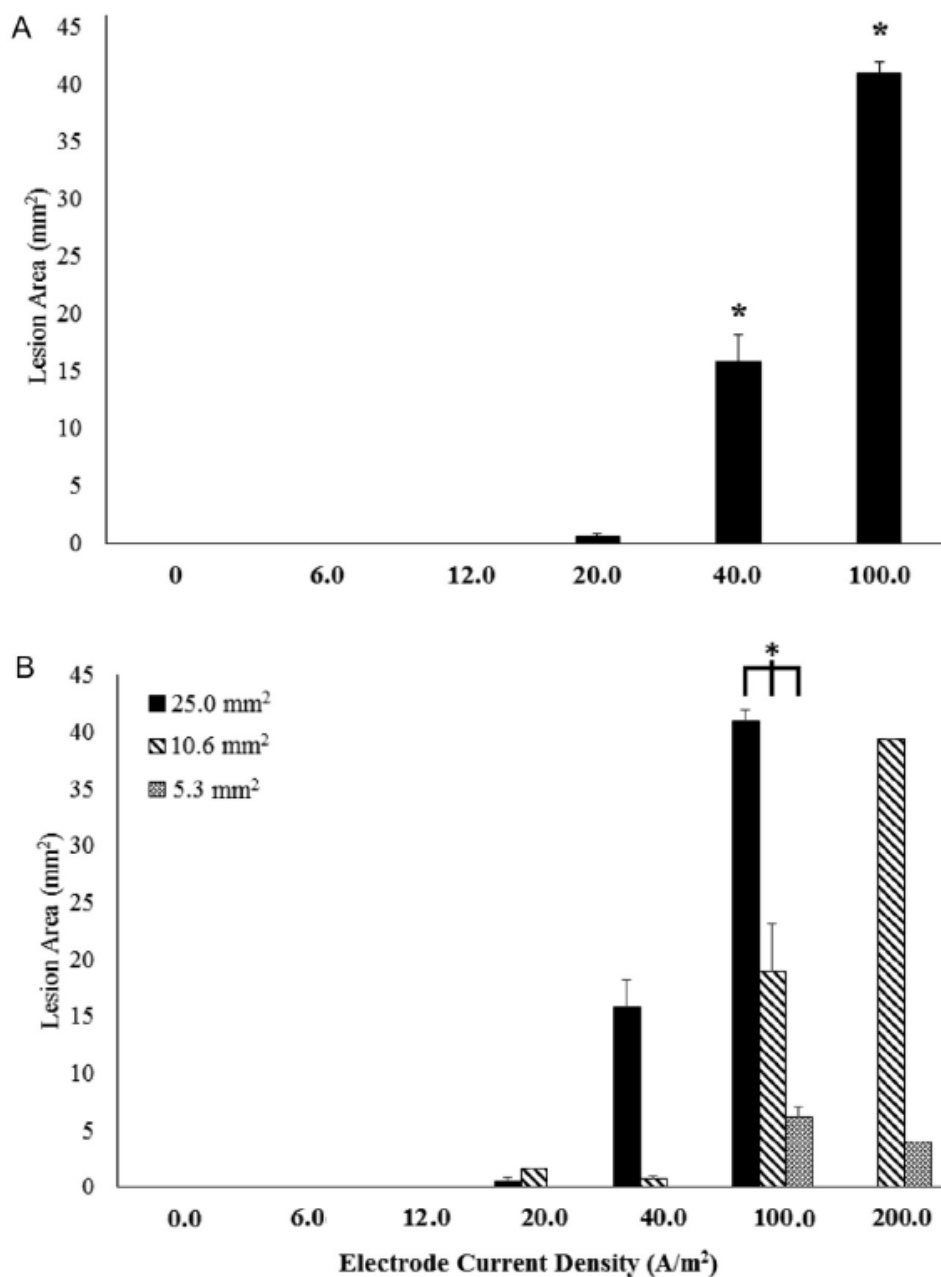 A
45
40
35
30
25
20
15
10
5
0
Lesion Area (mm²)
*
*
0 6.0 12.0 20.0 40.0 100.0
B
45
40
35
30
25
20
15
10
5
0
Lesion Area (mm²)
25.0 mm²
10.6 mm²
5.3 mm²
*
0.0 6.0 12.0 20.0 40.0 100.0 200.0
Electrode Current Density (A/m²)